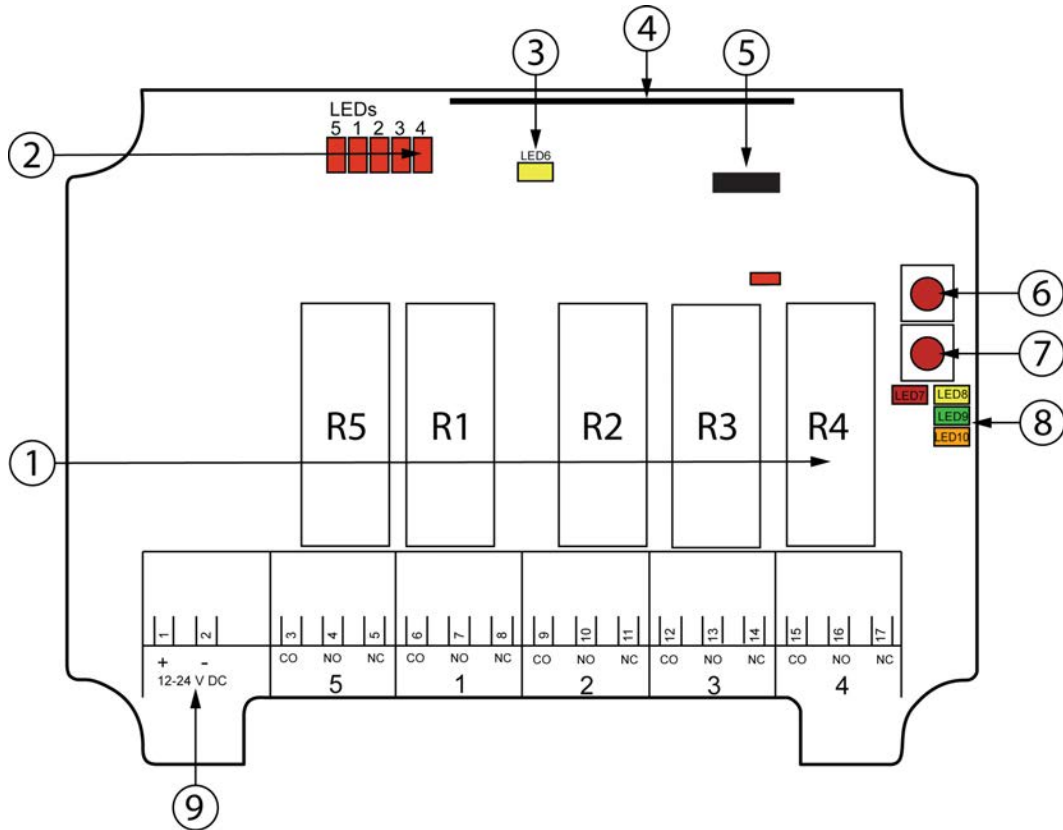 3
4
5
LEDs
5 1 2 3 4
2
LED6
6
7
LED7 LED8
LED9
8
LED10
R5 R1 R2 R3 R4
1
1 2 3 4 5 6 7 8 9 10 11 12 13 14 15 16 17
+ - CO NO NC CO NO NC CO NO NC CO NO NC CO NO NC
12-24 V DC
5 1 2 3 4
9